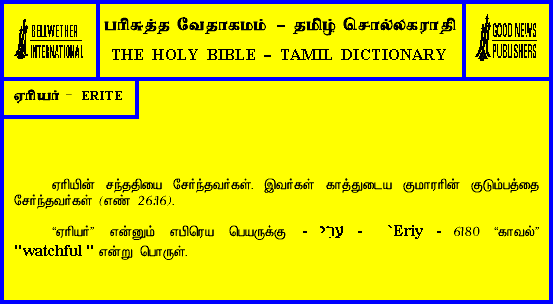 BELLWETHER
INTERNATIONAL
பரிசுத்த வேதாகமம் – தமிழ் சொல்லகராதி
THE HOLY BIBLE – TAMIL DICTIONARY
GOOD NEWS
PUBLISHERS
ஏரியர் – ERITE
ஏரியின் சந்ததியை சேர்ந்தவர்கள். இவர்கள் காத்துடைய குமாரரின் குடும்பத்தை
சேர்ந்தவர்கள் (எண் 26:16).
“ஏரியர்” என்னும் எபிரெய பெயருக்கு - ערי - `Eriy - 6180 “காவல்”
"watchful " என்று பொருள்.